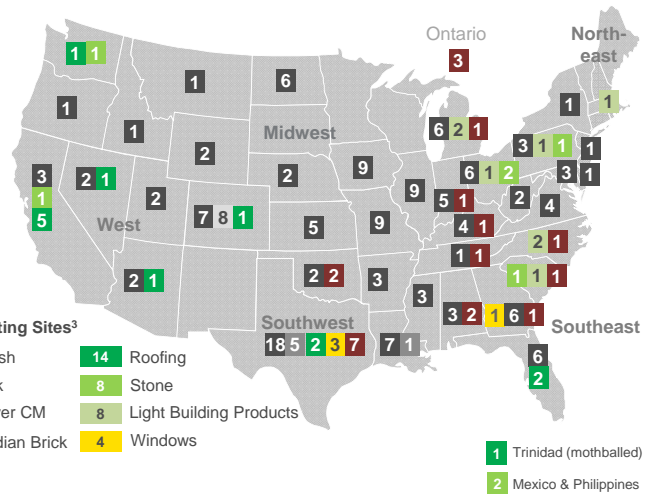 Ontario
North-
east
3
1 1
1
6
1
1
1
6 2 1
3 1 1
1
Midwest
1
2
9
6 1 2
3 1
3
2 1
2
9
2
4
1
5
2
5 1
West
7 8 1
5
9
4 1
2 1
2 1
2 2
3
1 1
1 1 1
3
3 2
1 6 1
ting Sites³
Southwest
Southeast
18 5 2 3 7
7 1
sh
14 Roofing
6
k
8 Stone
2
er CM
8 Light Building Products
dian Brick
4 Windows
1 Trinidad (mothballed)
2 Mexico & Philippines